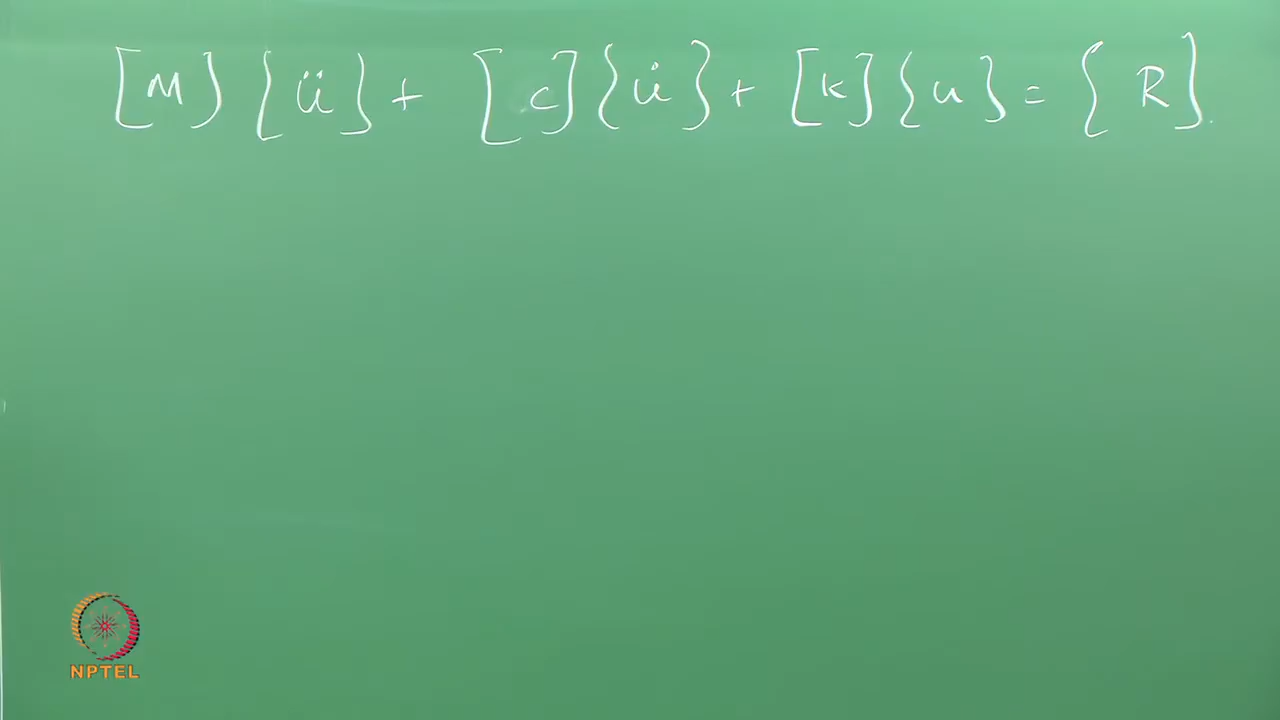 [M] {ü} + [c] {u̇} + [k] {u} = {R}.
NPTEL